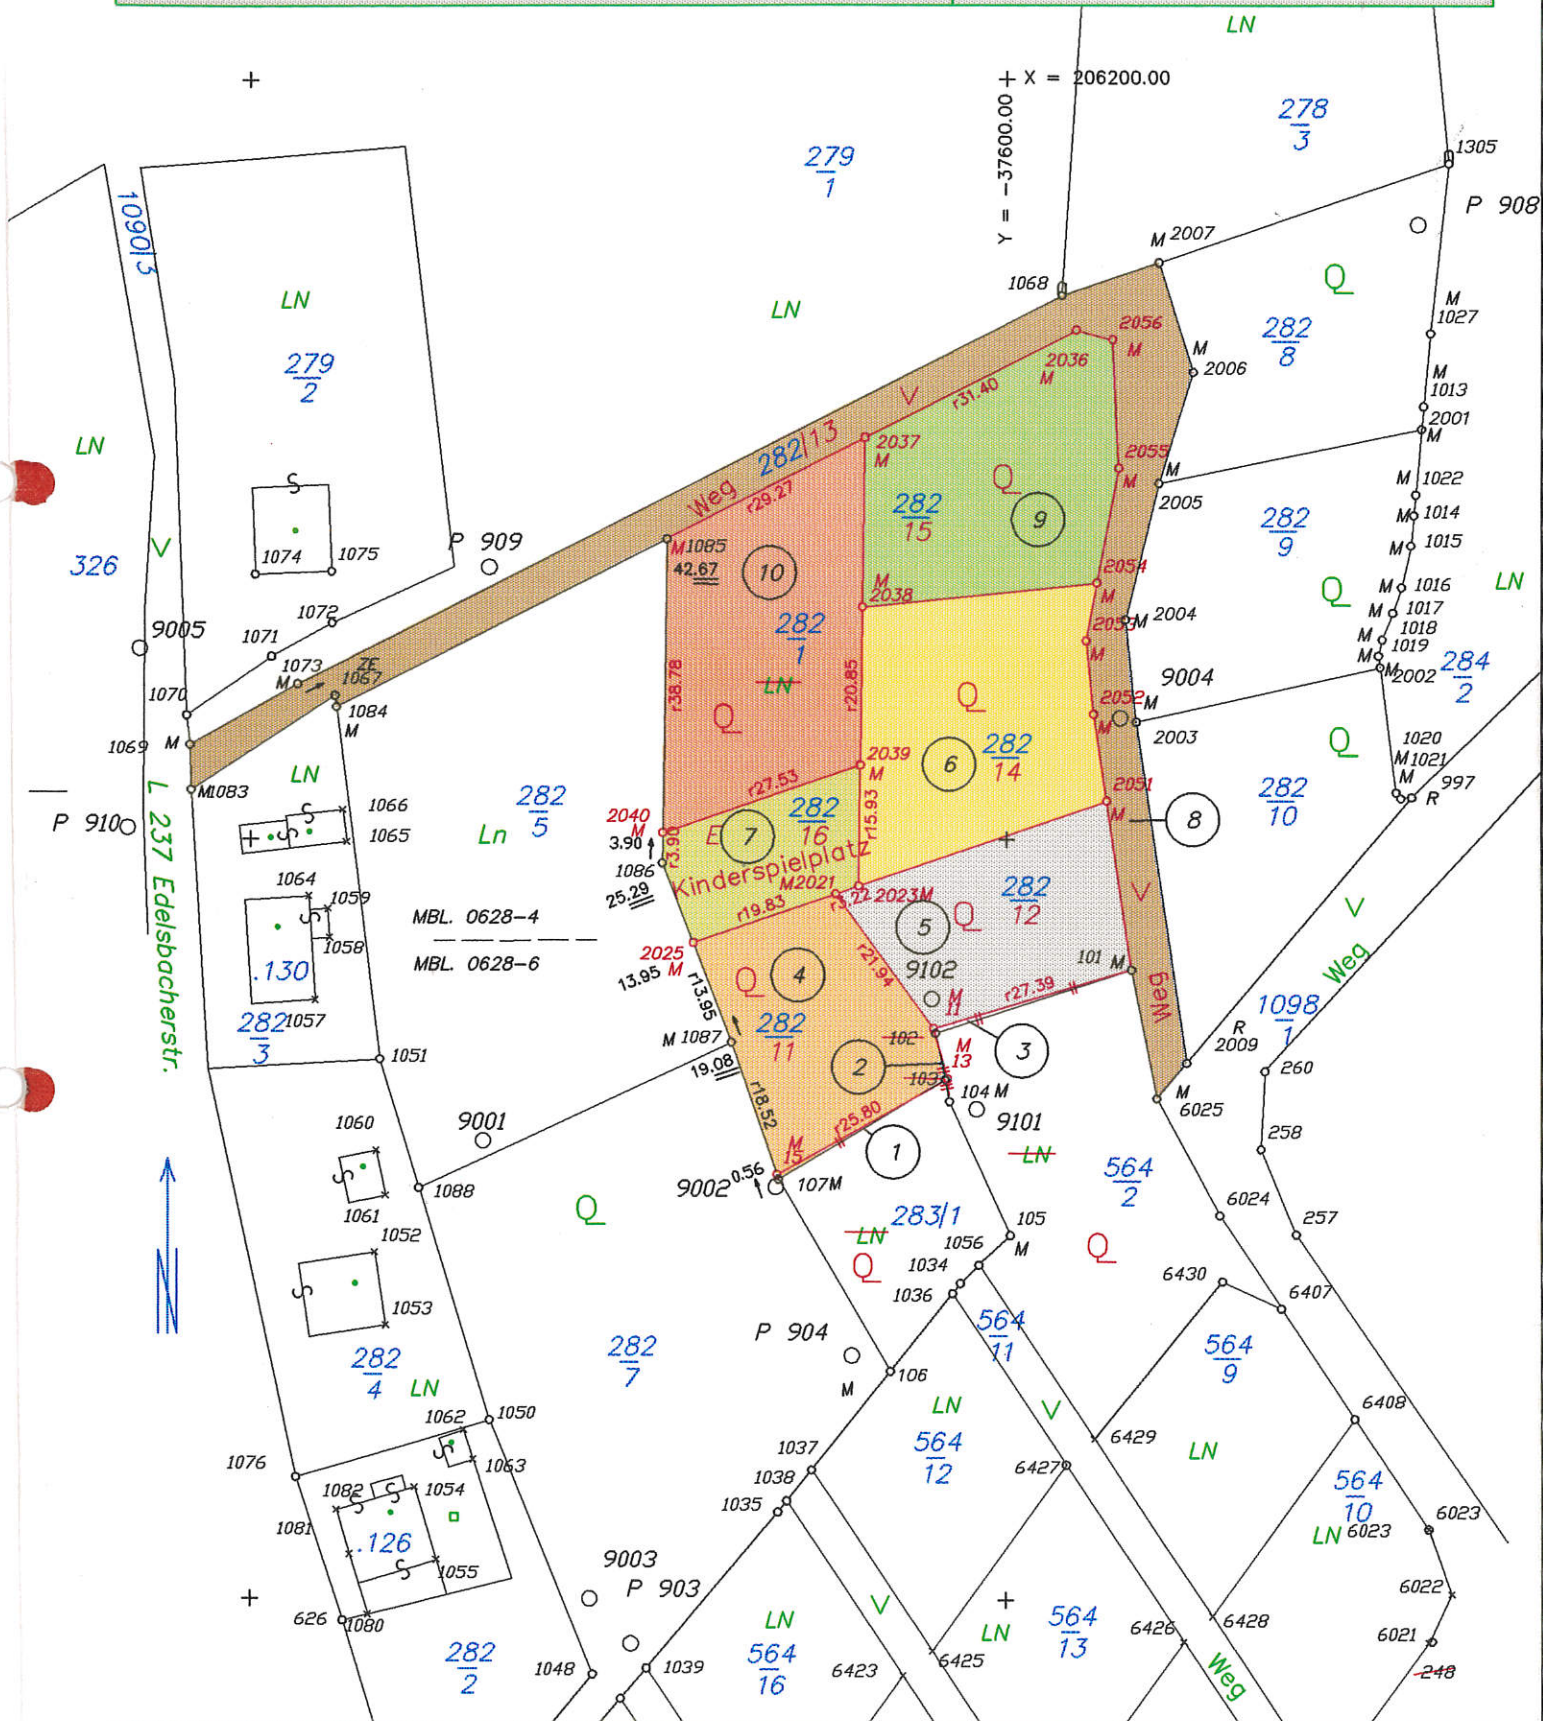 LN
X = 206200.00
Y = -37600.00
278
3
279
1
1305
P 908
1090/3
M 2007
LN
LN
1068
Q
M
1027
2056
M
282
8
279
2
2036
M
M
2006
r31.40
V
M
1013
2001
M
LN
282/13
2037
M
2055
M
M
2005
M 1022
Weg
r29.27
Q
282
15
9
282
9
M 1014
P 909
M 1085
42.67
10
M 1015
V
1074
1075
326
2054
M
M 1016
LN
M
2038
Q
M 1017
1072
M 2004
9005
282
1
2053
M
M 1018
1071
M 1019
M
2002
284
2
1073
M
ZE
1067
LN
r38.78
r20.85
9004
1070
1084
M
Q
Q
2052
M
M
2003
1069 M
282
14
6
Q
1020
M 1021
M
2039
M
LN
M1083
r27.53
2051
M
R 997
282
5
282
16
282
10
1066
2040
M
r15.93
8
P 910
S
S
1065
Ln
E
7
3.90
r3.90
L 237 Edelsbacherstr.
1086
Kinderspielplatz
1064
25.29
M2021
2023M
282
12
V
1059
S
MBL. 0628-4
r19.83
r3.22
Q
V
1058
MBL. 0628-6
2025
M
5
101 M
.130
13.95
4
r21.94
9102
Weg
Q
r13.95
M
11
r27.39
Weg
282
3
1057
1098
1
M 1087
282
11
102
R
2009
1051
19.08
2
M
13
3
260
103
104 M
M
6025
r18.52
9101
9001
1060
r25.80
1
258
S
M
15
LN
564
2
0.56
9002
107M
1088
1061
6024
Q
283/1
257
1052
LN
105
M
1056
Q
Q
1034
6430
S
1036
6407
1053
P 904
564
11
282
7
564
9
282
4
M
106
LN
LN
V
6408
1062
1050
1037
564
12
6429
LN
S
1063
1076
6427
1038
564
10
1082
S
S
1054
1035
1081
LN
6023
6023
.126
9003
S
1055
P 903
6022
626
1080
LN
V
564
13
LN
6426
6428
6021
282
2
564
16
1048
1039
6423
6425
Weg
248